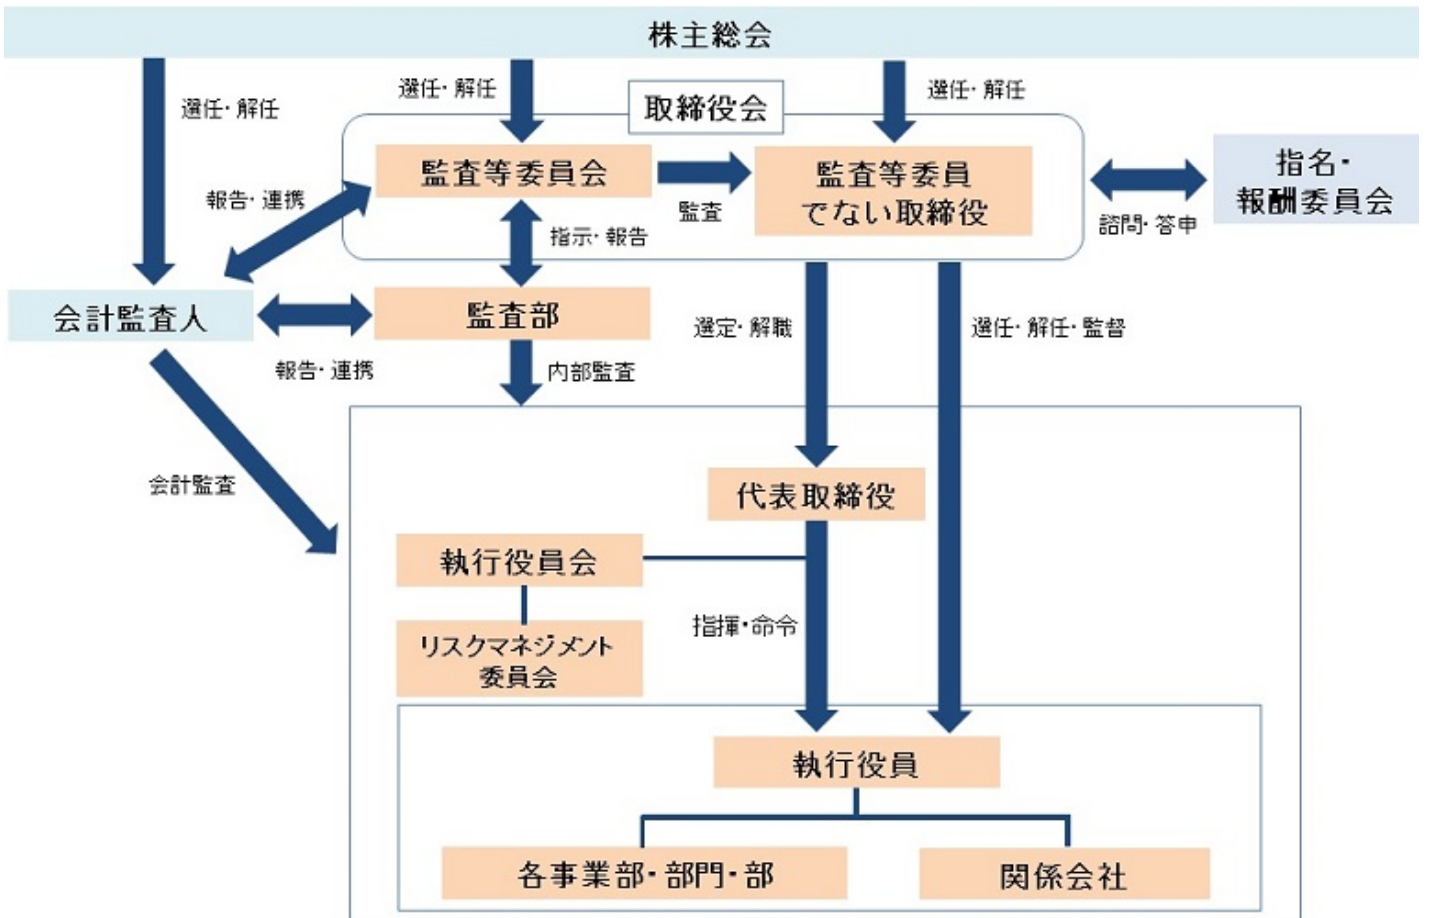 株主総会
選任・解任
選任・解任
選任・解任
取締役会
監査等委員会
監査
監査等委員
でない取締役
指名・
報酬委員会
諮問・答申
報告・連携
指示・報告
会計監査人
監査部
報告・連携
内部監査
選定・解職
選任・解任・監督
会計監査
代表取締役
執行役員会
リスクマネジメント
委員会
指揮・命令
執行役員
各事業部・部門・部
関係会社